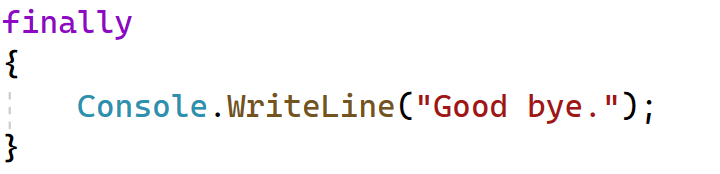 finally
{
    Console.WriteLine("Good bye.");
}